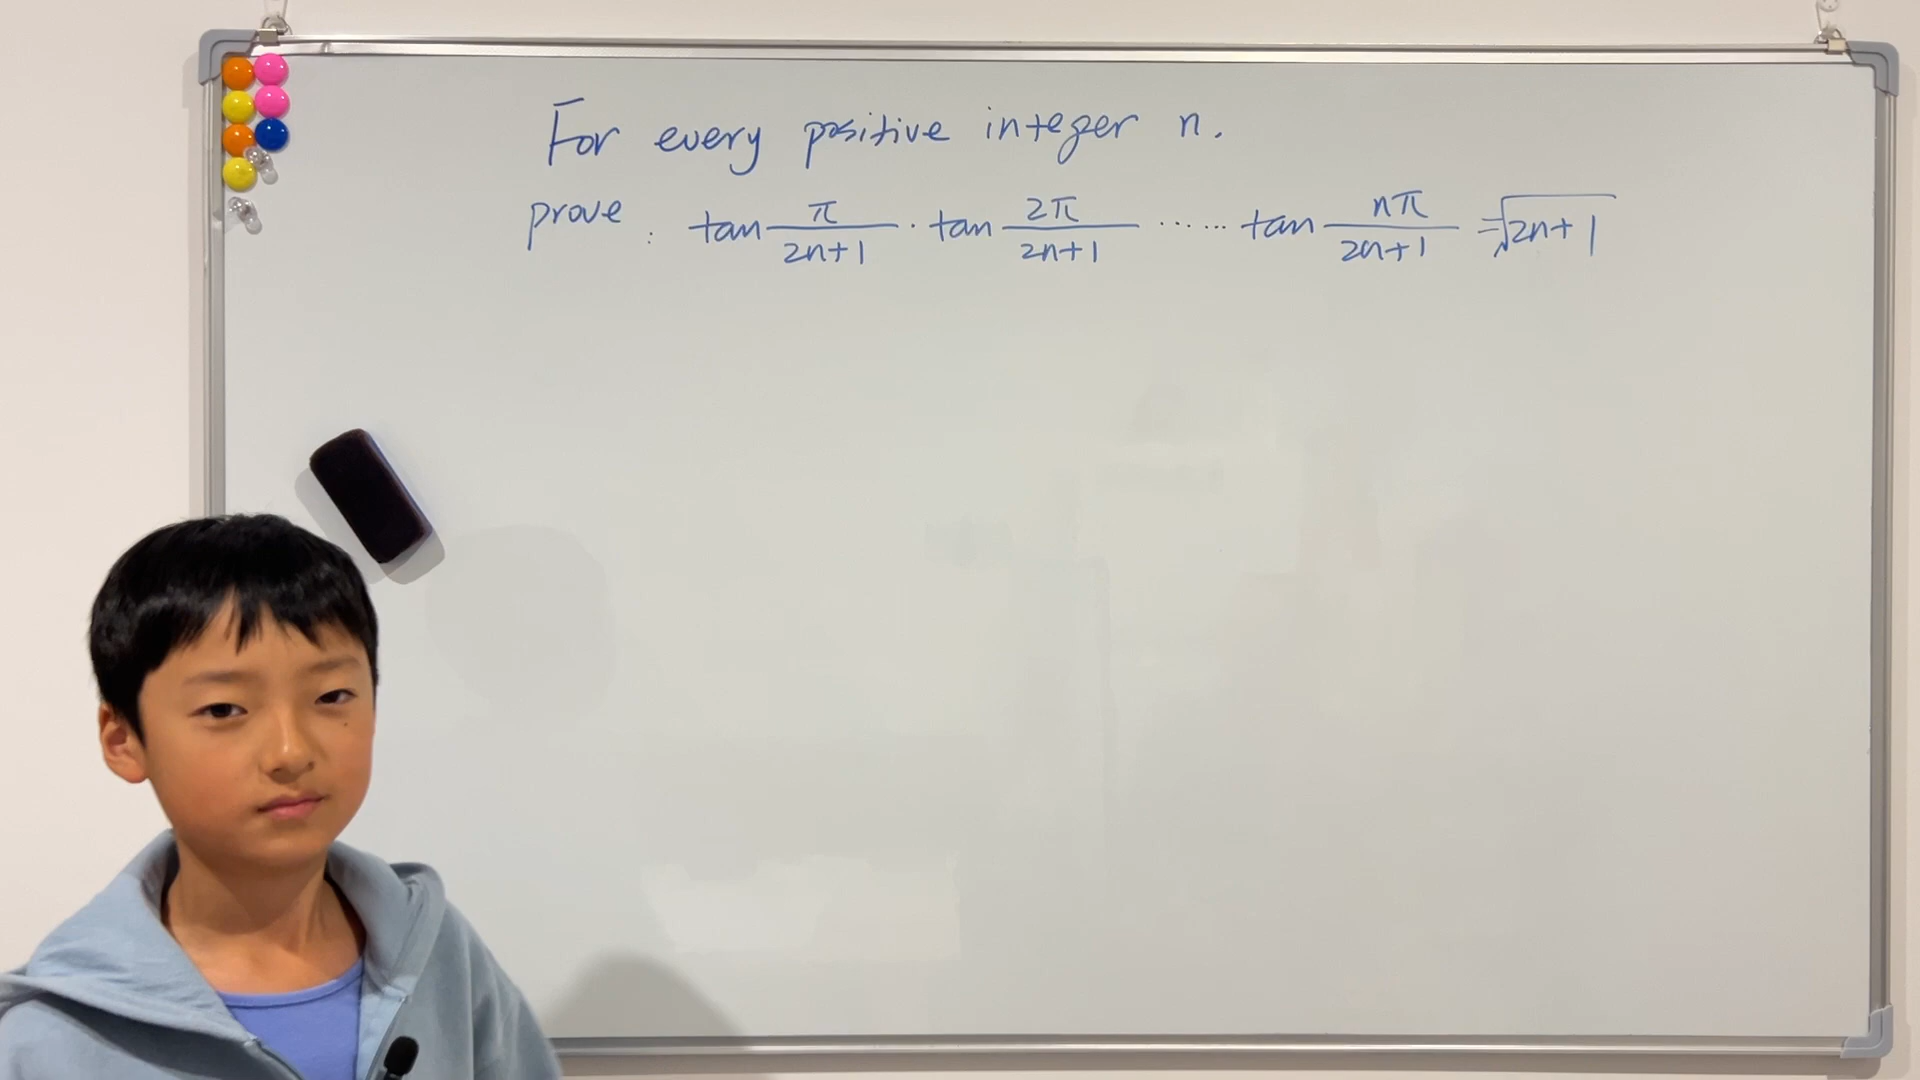 For every positive integer n.
prove : tan π/2n+1 · tan 2π/2n+1 ...... tan nπ/2n+1 = √2n+1